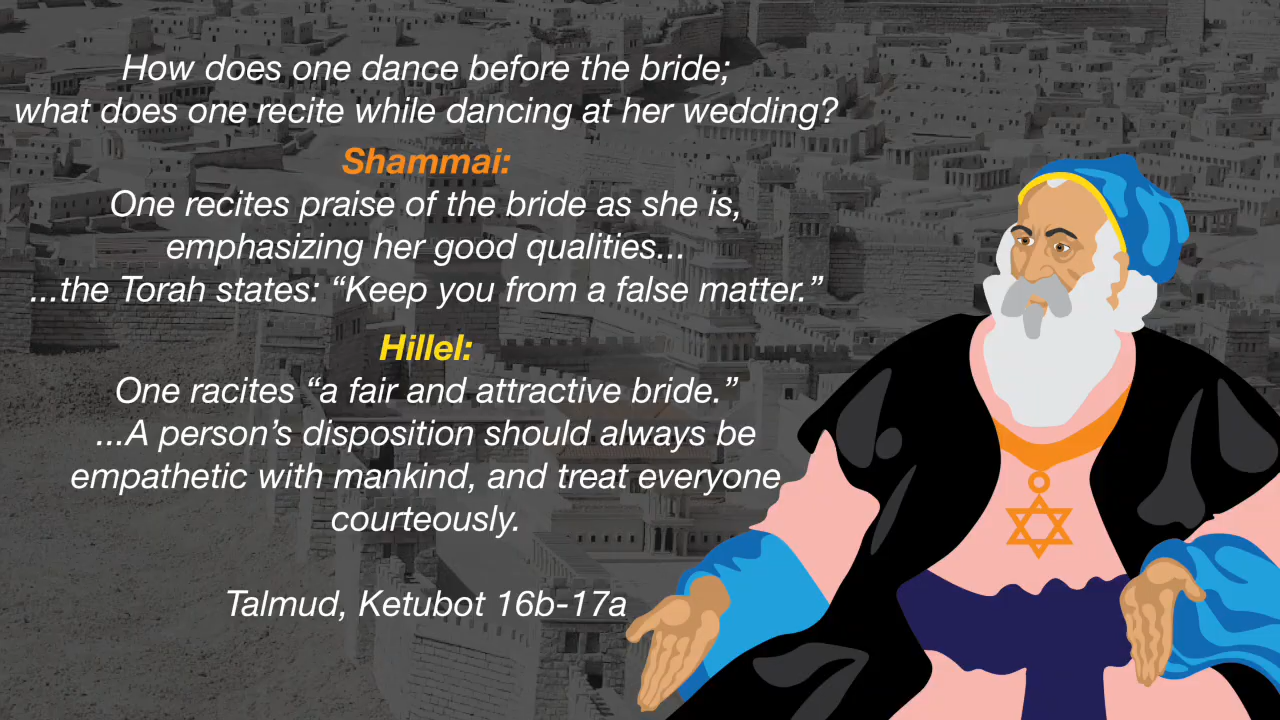 How does one dance before the bride;
what does one recite while dancing at her wedding?
Shammai:
One recites praise of the bride as she is,
emphasizing her good qualities...
...the Torah states: “Keep you from a false matter.”
Hillel:
One racites “a fair and attractive bride.”
...A person’s disposition should always be
empathetic with mankind, and treat everyone
courteously.
Talmud, Ketubot 16b-17a